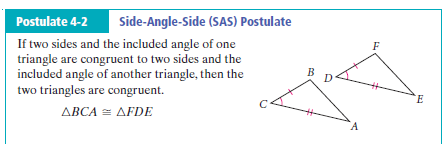 Postulate 4-2 Side-Angle-Side (SAS) Postulate
If two sides and the included angle of one
triangle are congruent to two sides and the
included angle of another triangle, then the
two triangles are congruent.
△BCA ≅ △FDE
F
B D
E
C
A